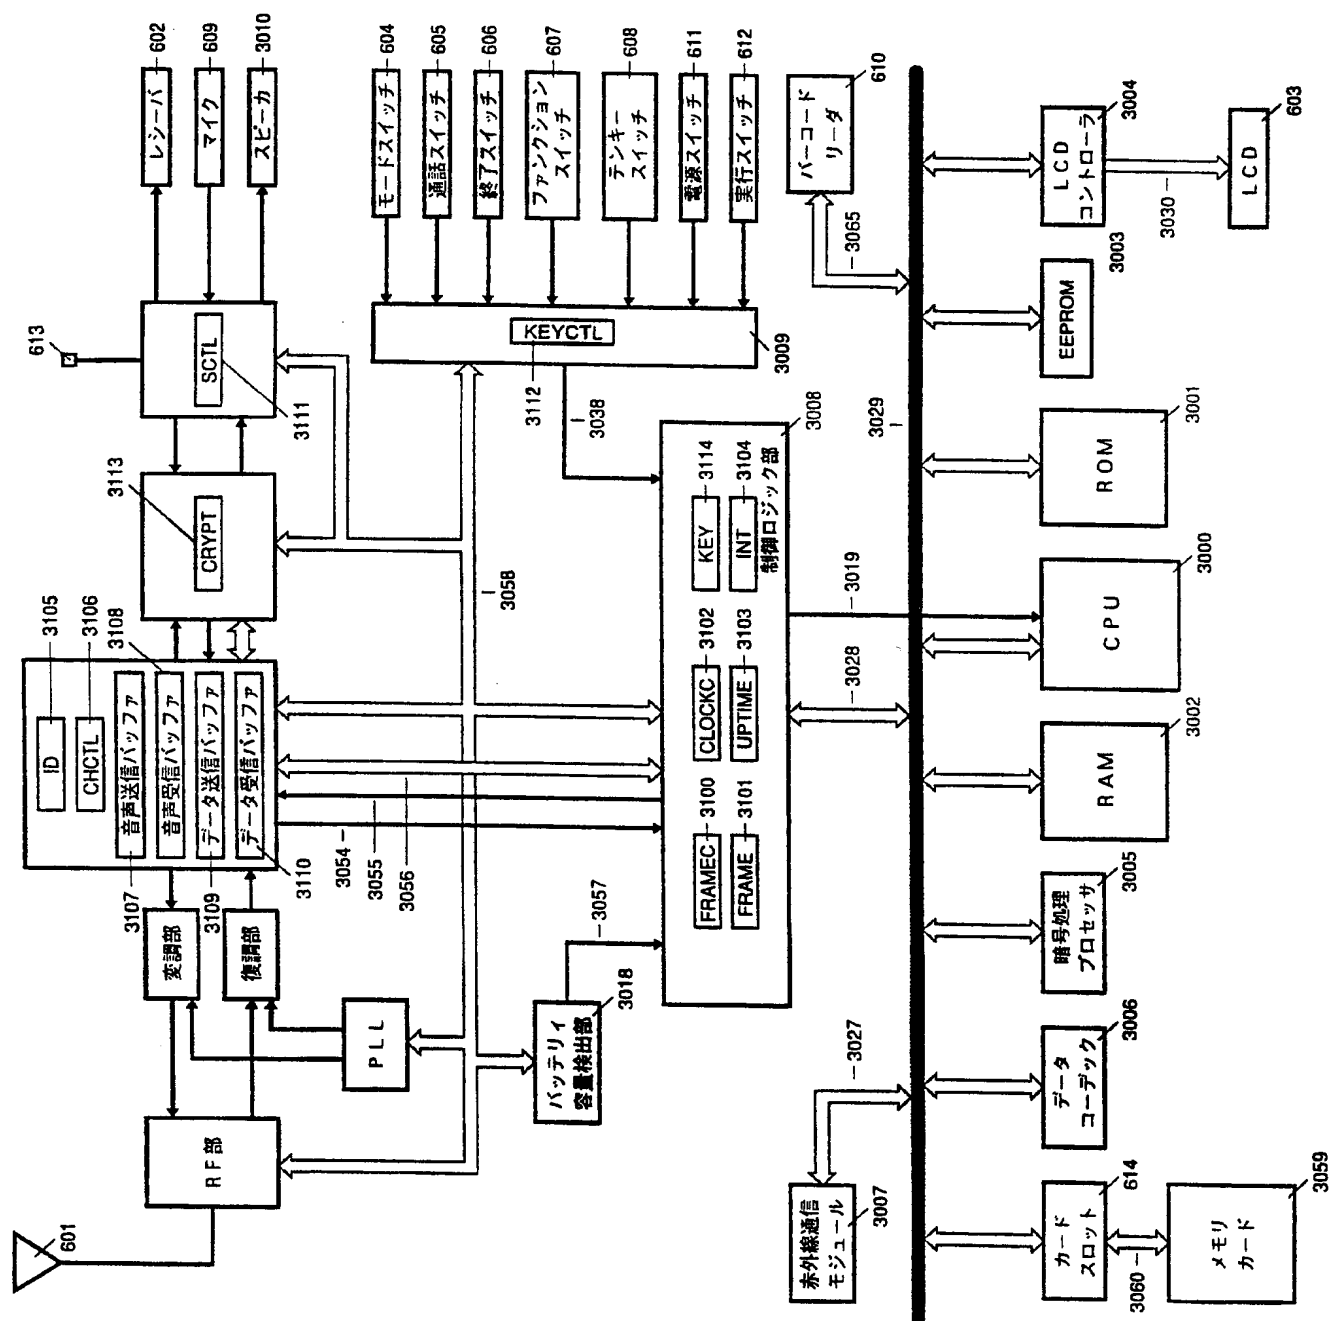 601
RF部
変調部
復調部
PLL
ID
3105
CHCTL
3106
音声送信バッファ
3107
音声受信バッファ
3108
データ送信バッファ
3109
データ受信バッファ
3110
CRYPT
3113
SCTL
3111
613
レシーバ
602
マイク
609
スピーカ
3010
モードスイッチ
604
通話スイッチ
605
終了スイッチ
606
ファンクション
スイッチ
607
テンキー
スイッチ
608
電源スイッチ
611
実行スイッチ
612
KEYCTL
3112
3009
3038
3058
3054
3055
3056
バッテリィ
容量検出部
3018
3057
FRAMEC
3100
FRAME
3101
CLOCKC
3102
UPTIME
3103
KEY
3114
INT
3104
制御ロジック部
3008
バーコード
リーダ
610
3065
3029
3019
3028
3027
赤外線通信
モジュール
3007
カード
スロット
614
3060
メモリ
カード
3059
データ
コーデック
3006
暗号処理
プロセッサ
3005
RAM
3002
CPU
3000
ROM
3001
EEPROM
3003
LCD
コントローラ
3004
3030
LCD
603